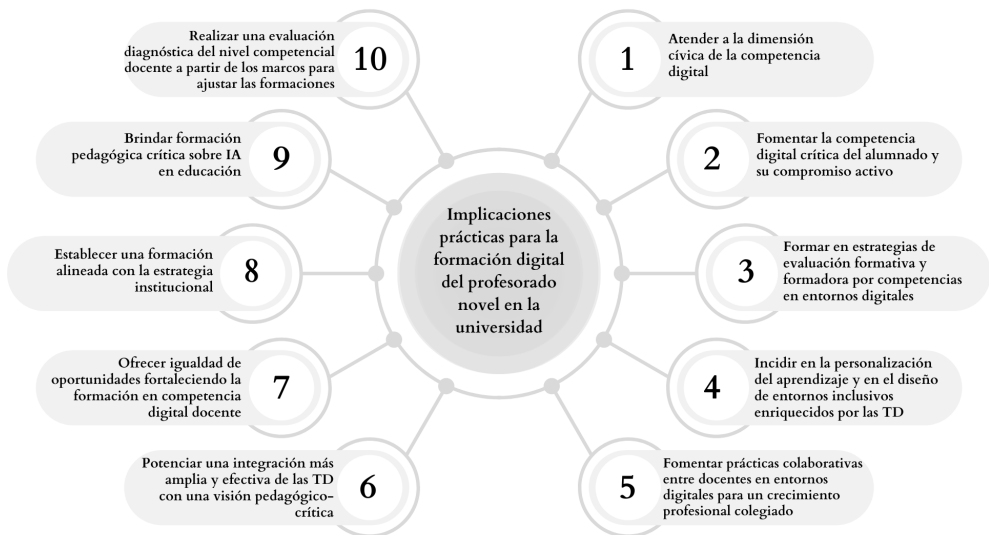 Implicaciones
prácticas para la
formación digital
del profesorado
novel en la
universidad
1
Atender a la dimensión
cívica de la competencia
digital
2
Fomentar la competencia
digital crítica del alumnado y
su compromiso activo
3
Formar en estrategias de
evaluación formativa y
formadora por competencias
en entornos digitales
4
Incidir en la personalización
del aprendizaje y en el diseño
de entornos inclusivos
enriquecidos por las TD
5
Fomentar prácticas colaborativas
entre docentes en entornos
digitales para un crecimiento
profesional colegiado
6
Potenciar una integración más
amplia y efectiva de las TD
con una visión pedagógico-
crítica
7
Ofrecer igualdad de
oportunidades fortaleciendo la
formación en competencia
digital docente
8
Establecer una formación
alineada con la estrategia
institucional
9
Brindar formación
pedagógica crítica sobre IA
en educación
10
Realizar una evaluación
diagnóstica del nivel competencial
docente a partir de los marcos para
ajustar las formaciones